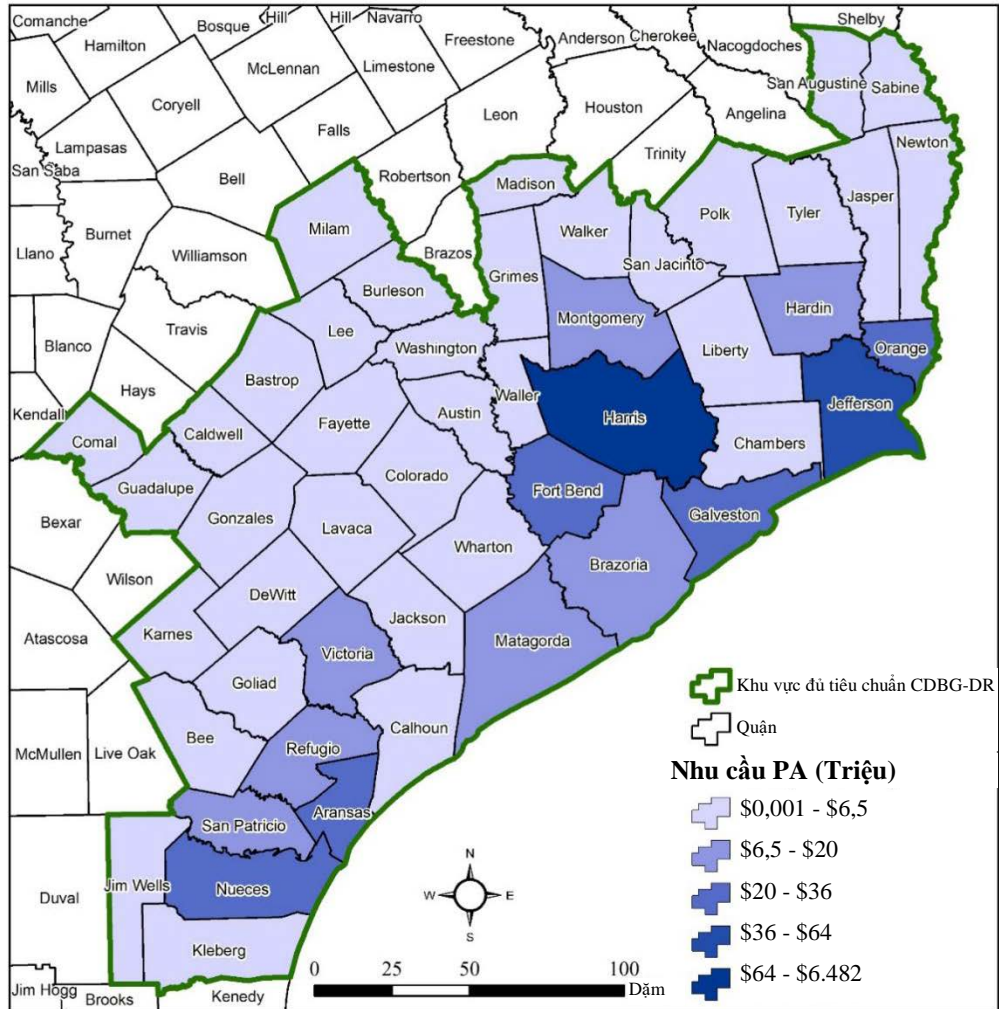 Comanche
Bosque
Hill
Hill
Navarro
Freestone
Anderson
Cherokee
Nacogdoches
Shelby
Hamilton
McLennan
Limestone
San Augustine
Sabine
Mills
Coryell
Leon
Houston
Angelina
Falls
Lampasas
Trinity
Newton
San Saba
Bell
Robertson
Madison
Jasper
Burnet
Milam
Walker
Polk
Tyler
Llano
Williamson
Brazos
Grimes
San Jacinto
Burleson
Hardin
Montgomery
Travis
Lee
Orange
Blanco
Washington
Liberty
Bastrop
Hays
Waller
Jefferson
Kendall
Austin
Harris
Fayette
Comal
Caldwell
Chambers
Colorado
Guadalupe
Fort Bend
Gonzales
Galveston
Bexar
Lavaca
Wharton
Brazoria
Wilson
DeWitt
Jackson
Atascosa
Karnes
Matagorda
Victoria
Goliad
Calhoun
Bee
McMullen
Live Oak
Refugio
San Patricio
Aransas
Duval
Jim Wells
Nueces
Kleberg
Jim Hogg
Brooks
Kenedy
Khu vực đủ tiêu chuẩn CDBG-DR
Quận
Nhu cầu PA (Triệu)
$0,001 - $6,5
$6,5 - $20
$20 - $36
$36 - $64
$64 - $6.482
N
W E
S
0 25 50 100
Dặm